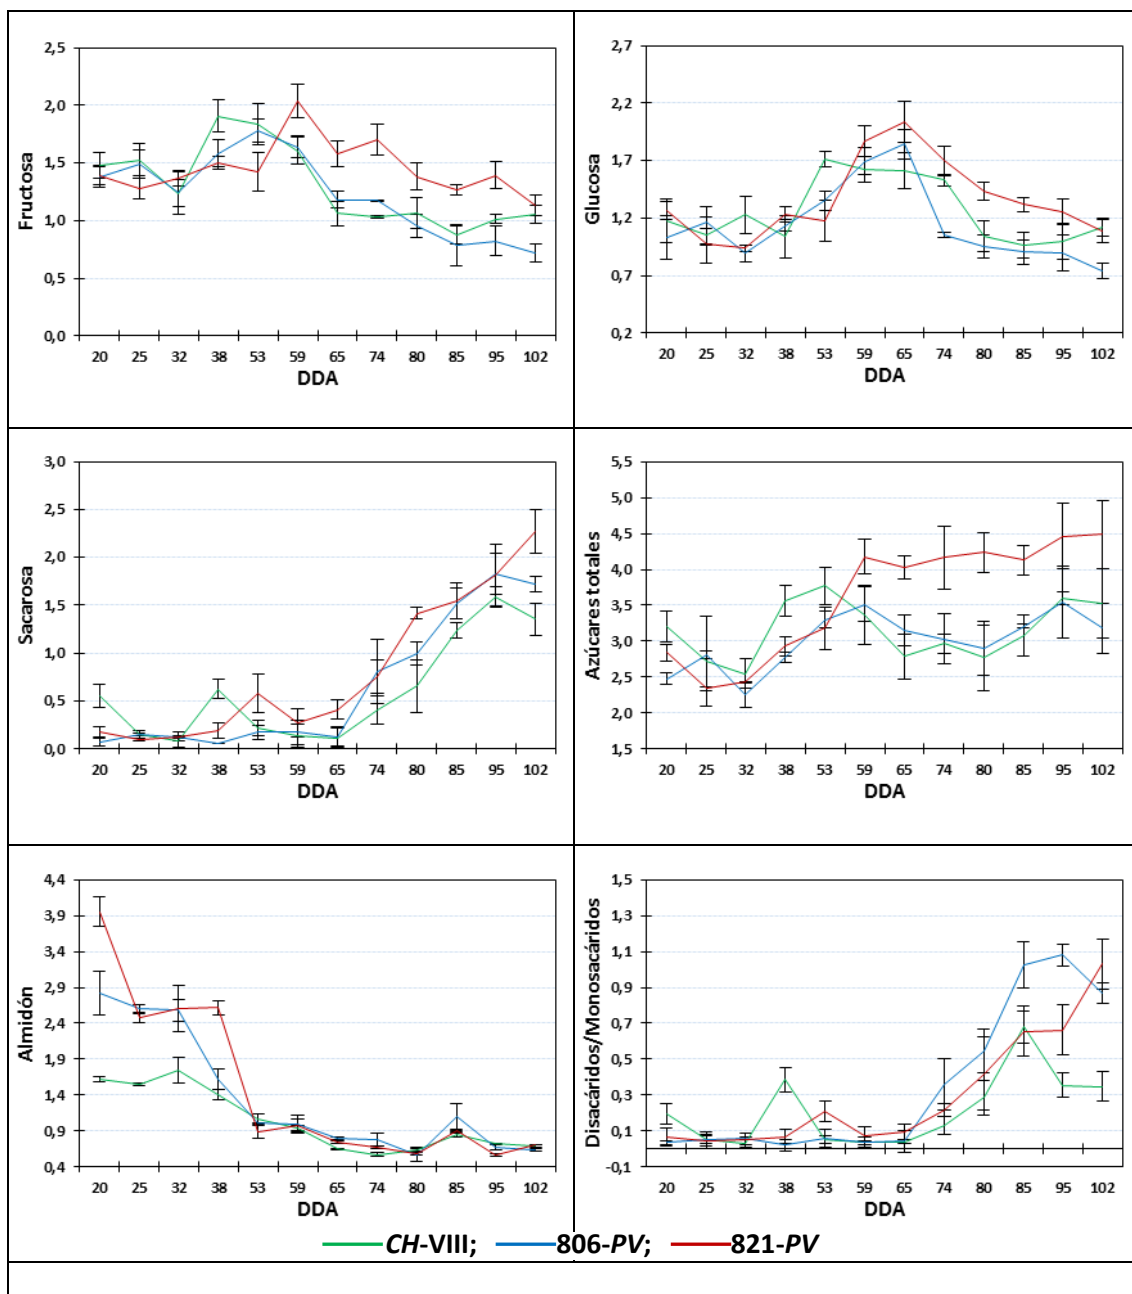 Fructosa
2,5
2,0
1,5
1,0
0,5
0,0
20 25 32 38 53 59 65 74 80 85 95 102
DDA
Glucosa
2,7
2,2
1,7
1,2
0,7
0,2
20 25 32 38 53 59 65 74 80 85 95 102
DDA
Sacarosa
3,0
2,5
2,0
1,5
1,0
0,5
0,0
20 25 32 38 53 59 65 74 80 85 95 102
DDA
Azúcares totales
5,5
5,0
4,5
4,0
3,5
3,0
2,5
2,0
1,5
20 25 32 38 53 59 65 74 80 85 95 102
DDA
Almidón
4,4
3,9
3,4
2,9
2,4
1,9
1,4
0,9
0,4
20 25 32 38 53 59 65 74 80 85 95 102
DDA
Disacáridos/Monosacáridos
1,5
1,3
1,1
0,9
0,7
0,5
0,3
0,1
-0,1
20 25 32 38 53 59 65 74 80 85 95 102
DDA
CH-VIII; 806-PV; 821-PV